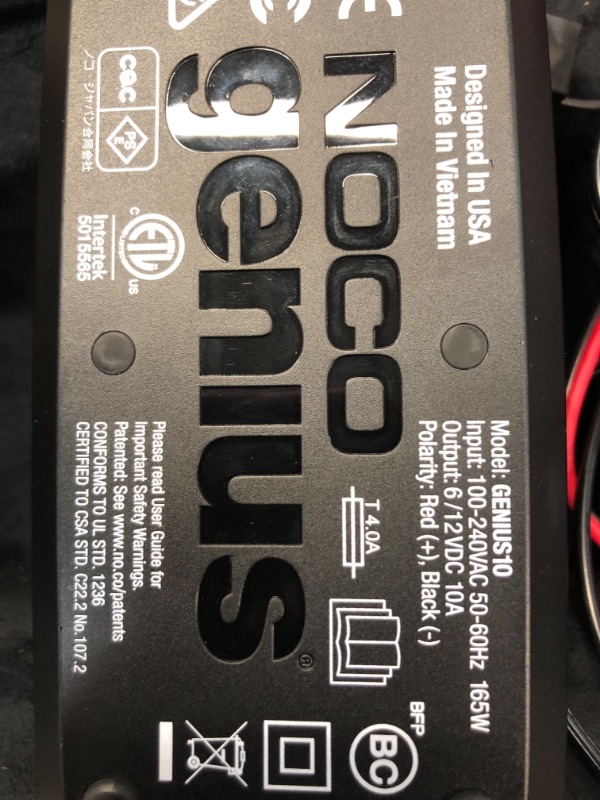 Designed In USA
Made In Vietnam
NOCO
genius®
Model: GENIUS10
Input: 100-240VAC 50-60Hz 165W
Output: 6 /12VDC 10A
Polarity: Red (+), Black (-)
T4.0A
CE
coc
PS
E
ノコ・ジャパン合同会社
ETL
LISTED
C
US
Intertek
5015565
Please read User Guide for
Important Safety Warnings.
Patented: See www.no.co/patents
CONFORMS TO UL STD. 1236
CERTIFIED TO CSA STD. C22.2 No.107.2
BFP
BC